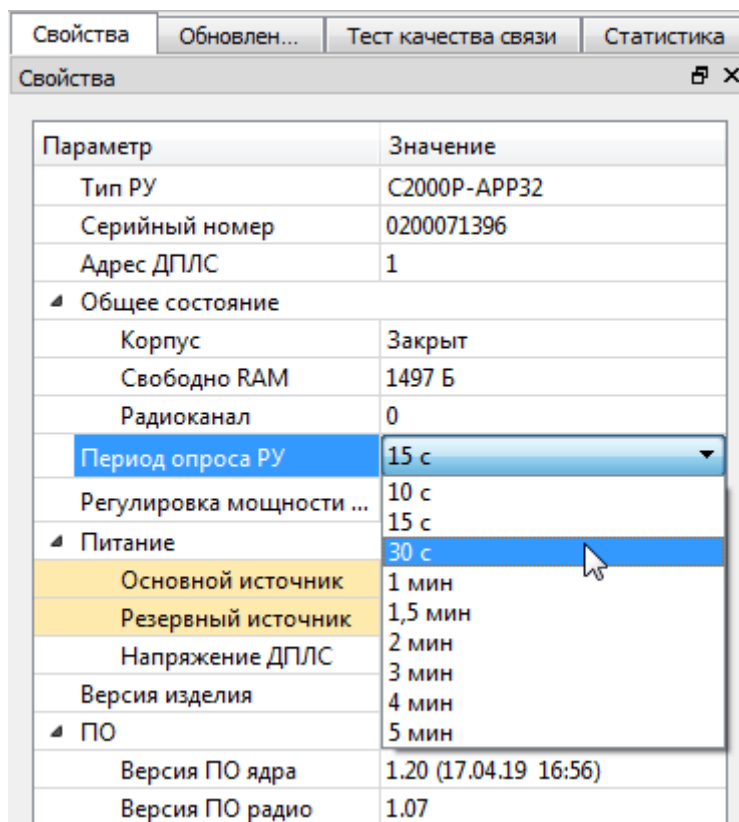 Свойства Обновлен... Тест качества связи Статистика
Свойства
Параметр Значение
Тип РУ С2000Р-АРР32
Серийный номер 0200071396
Адрес ДПЛС 1
Общее состояние
Корпус Закрыт
Свободно RAM 1497 Б
Радиоканал 0
Период опроса РУ 15 с
10 с
Регулировка мощности ...
15 с
Питание
30 с
Основной источник
1 мин
Резервный источник
1,5 мин
2 мин
Напряжение ДПЛС
3 мин
Версия изделия
4 мин
ПО
5 мин
Версия ПО ядра 1.20 (17.04.19 16:56)
Версия ПО радио 1.07